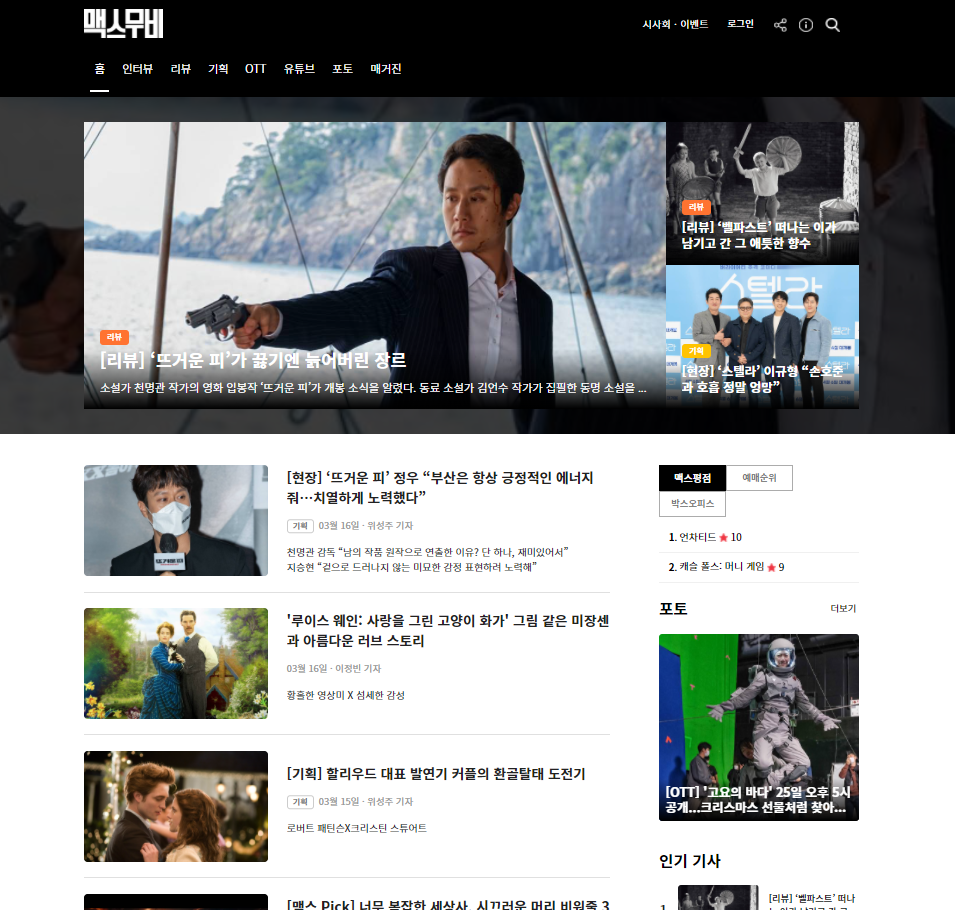 맥스무비
시사회 · 이벤트 로그인
홈 인터뷰 리뷰 기획 OTT 유튜브 포토 매거진
리뷰
[리뷰] ‘뜨거운 피’가 끓기엔 늙어버린 장르
소설가 천명관 작가의 영화 입봉작 ‘뜨거운 피’가 개봉 소식을 알렸다. 동료 소설가 김언수 작가가 집필한 동명 소설을 ...
리뷰
[리뷰] ‘벨파스트’ 떠나는 이가
남기고 간 그 애틋한 향수
스텔라
기획
[현장] ‘스텔라’ 이규형 “손호준
과 호흡 정말 엉망”
[현장] ‘뜨거운 피’ 정우 “부산은 항상 긍정적인 에너지
줘…치열하게 노력했다”
기획 03월 16일 · 위성주 기자
천명관 감독 “남의 작품 원작으로 연출한 이유? 단 하나, 재미있어서”
지승현 “겉으로 드러나지 않는 미묘한 감정 표현하려 노력해”
'루이스 웨인: 사랑을 그린 고양이 화가' 그림 같은 미장센
과 아름다운 러브 스토리
03월 16일 · 이정빈 기자
황홀한 영상미 X 섬세한 감성
[기획] 할리우드 대표 발연기 커플의 환골탈태 도전기
기획 03월 15일 · 위성주 기자
로버트 패틴슨X크리스틴 스튜어트
[맥스 Pick] 너무 복잡한 세상사, 시끄러운 머리 비워줄 3
맥스평점 예매순위
박스오피스
1. 언차티드 ★ 10
2. 캐슬 폴스: 머니 게임 ★ 9
포토 더보기
[OTT] '고요의 바다' 25일 오후 5시
공개...크리스마스 선물처럼 찾아...
인기 기사
1 [리뷰] ‘벨파스트’ 떠나